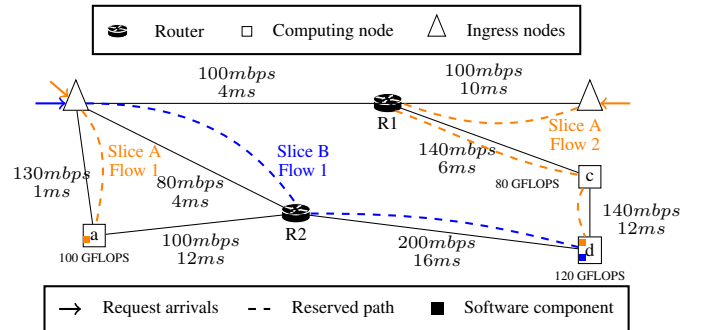 Router Computing node Ingress nodes
100mbps
4ms
100mbps
10ms
R1
Slice A
Flow 1
Slice B
Flow 1
Slice A
Flow 2
140mbps
6ms
130mbps
1ms
80mbps
4ms
80 GFLOPS
c
140mbps
12ms
a
100 GFLOPS
100mbps
12ms
R2
200mbps
16ms
d
120 GFLOPS
Request arrivals Reserved path Software component